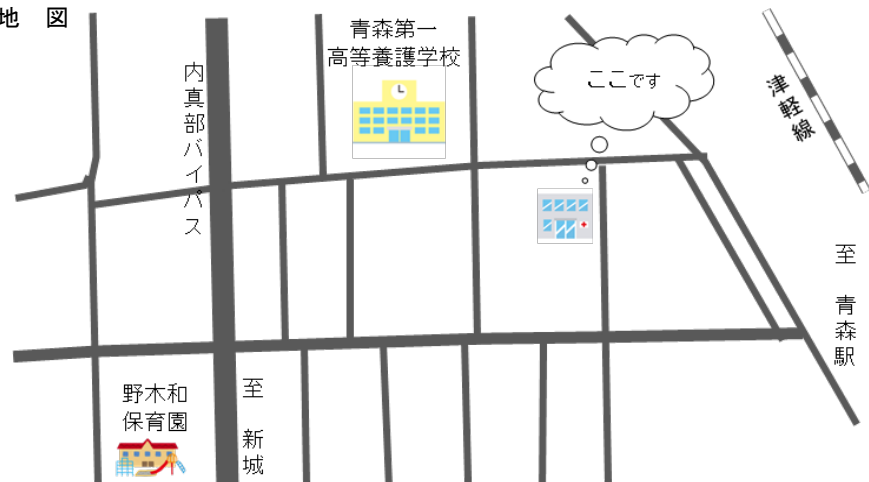 地 図
青森第一
高等養護学校
内真部バイパス
ここです
津軽線
至 青森駅
野木和
保育園
至 新城